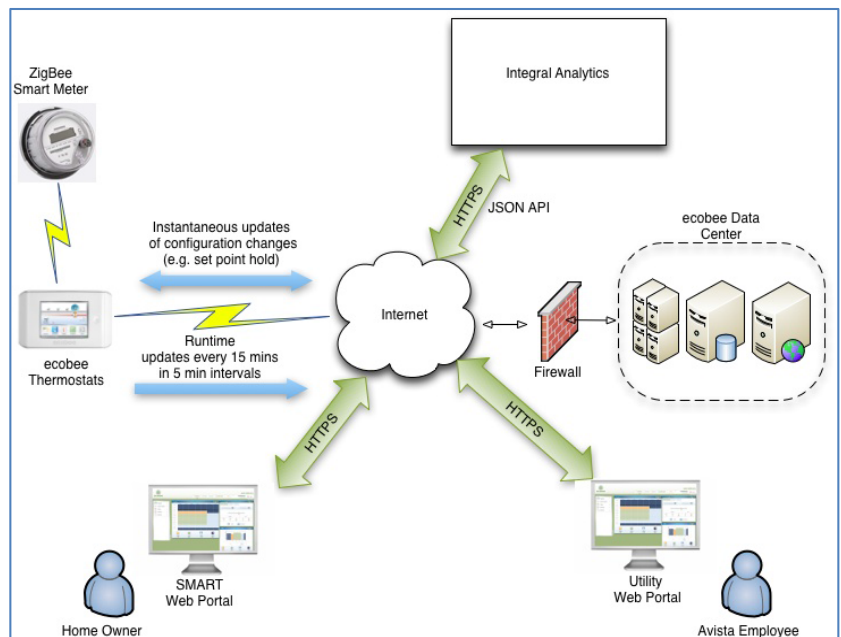 ZigBee
Smart Meter
Integral Analytics
HTTPS
JSON API
Instantaneous updates
of configuration changes
(e.g. set point hold)
ecobee Data
Center
Internet
Runtime
updates every 15 mins
in 5 min intervals
ecobee
Thermostats
Firewall
HTTPS
HTTPS
SMART
Web Portal
Utility
Web Portal
Home Owner
Avista Employee